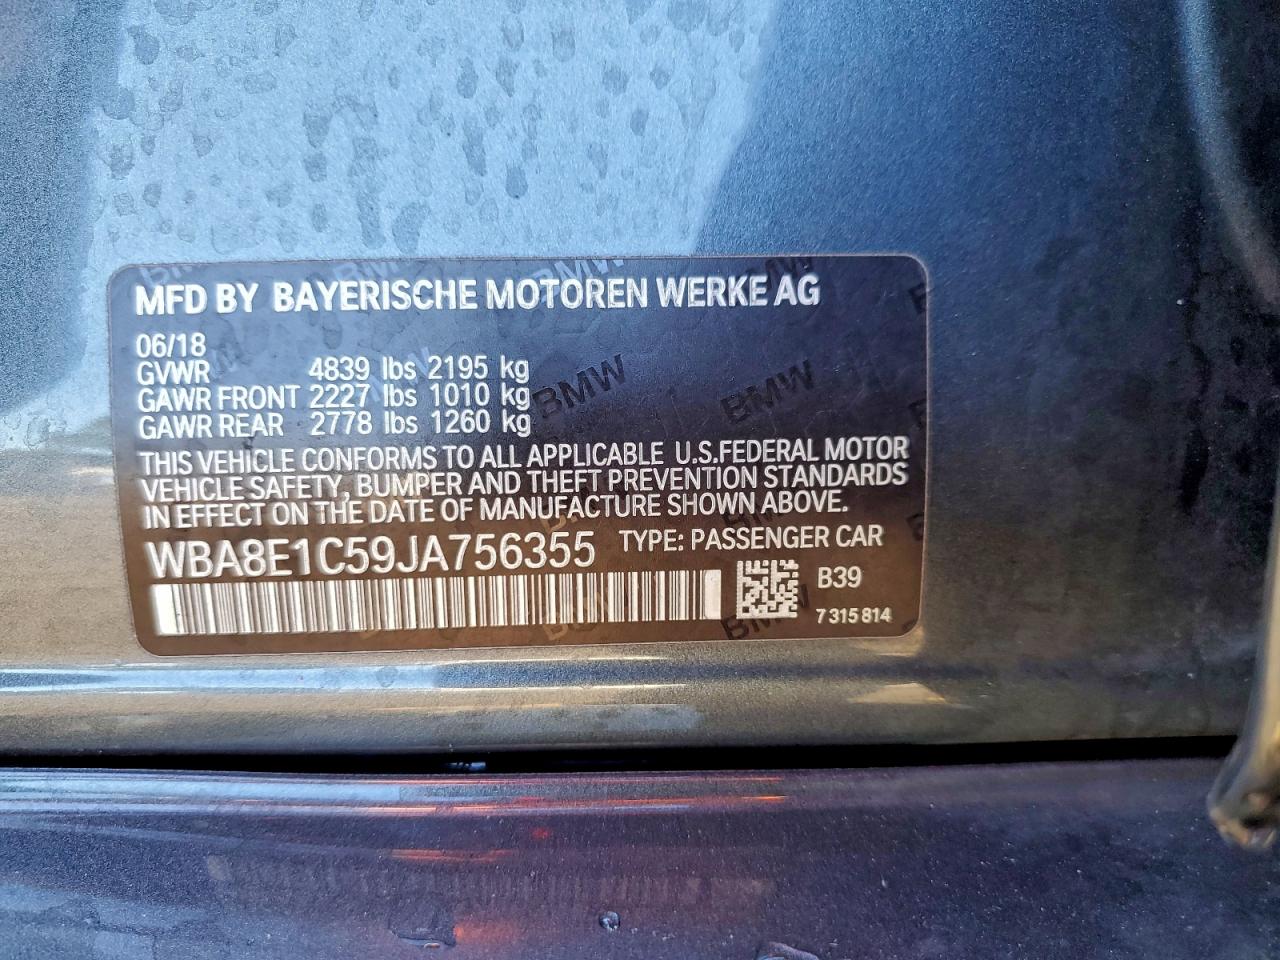 MFD BY BAYERISCHE MOTOREN WERKE AG
06/18
GVWR 4839 lbs 2195 kg
GAWR FRONT 2227 lbs 1010 kg
GAWR REAR 2778 lbs 1260 kg
THIS VEHICLE CONFORMS TO ALL APPLICABLE U.S.FEDERAL MOTOR
VEHICLE SAFETY, BUMPER AND THEFT PREVENTION STANDARDS
IN EFFECT ON THE DATE OF MANUFACTURE SHOWN ABOVE.
WBA8E1C59JA756355 TYPE: PASSENGER CAR
B39
7 315 814